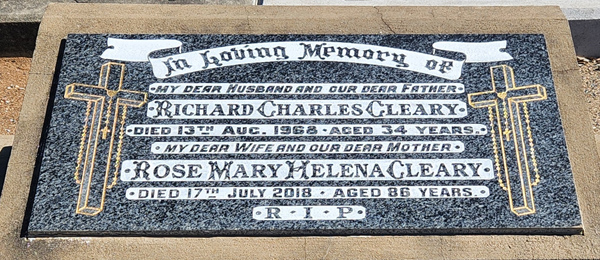 In Loving Memory of
My Dear Husband and our Dear Father
Richard Charles Cleary
Died 13TH Aug. 1968 · Aged 34 Years.
My Dear Wife and our Dear Mother
Rose Mary Helena Cleary
Died 17TH July 2018 · Aged 86 Years.
R · I · P